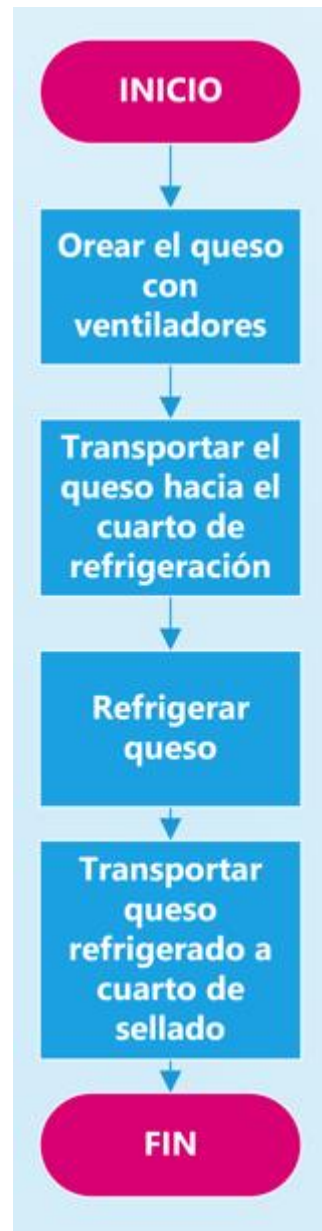 INICIO
Orear el queso
con
ventiladores
Transportar el
queso hacia el
cuarto de
refrigeración
Refrigerar
queso
Transportar
queso
refrigerado a
cuarto de
sellado
FIN